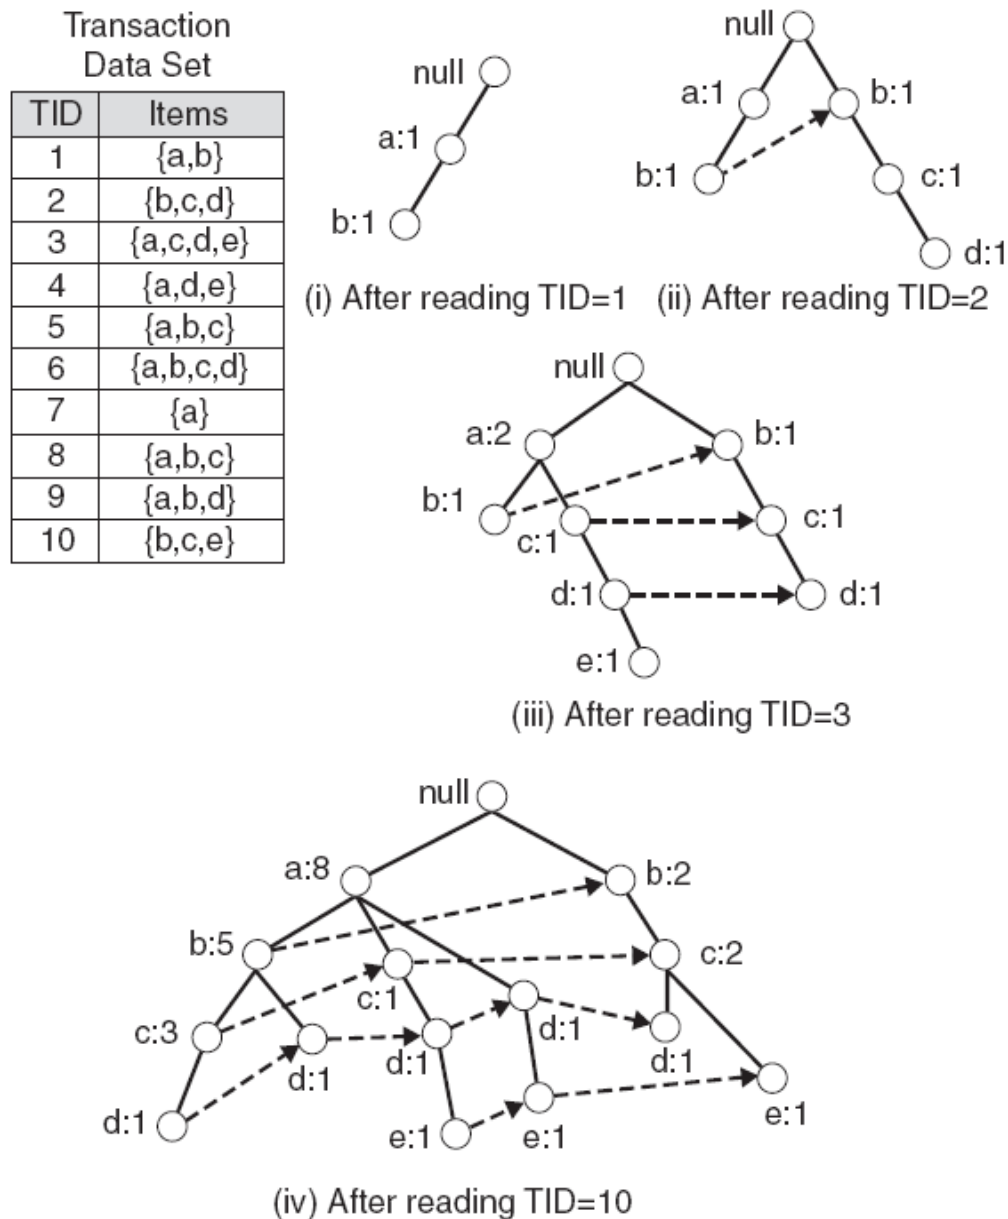 Transaction
Data Set
TID Items
1 {a,b}
2 {b,c,d}
3 {a,c,d,e}
4 {a,d,e}
5 {a,b,c}
6 {a,b,c,d}
7 {a}
8 {a,b,c}
9 {a,b,d}
10 {b,c,e}
null
a:1
b:1
(i) After reading TID=1
null
a:1 b:1
b:1 c:1
d:1
(ii) After reading TID=2
null
a:2 b:1
b:1 c:1 c:1
d:1 d:1
e:1
(iii) After reading TID=3
null
a:8 b:2
b:5 c:1 c:2
c:3 d:1 d:1 d:1 d:1
d:1 e:1 e:1 e:1
(iv) After reading TID=10